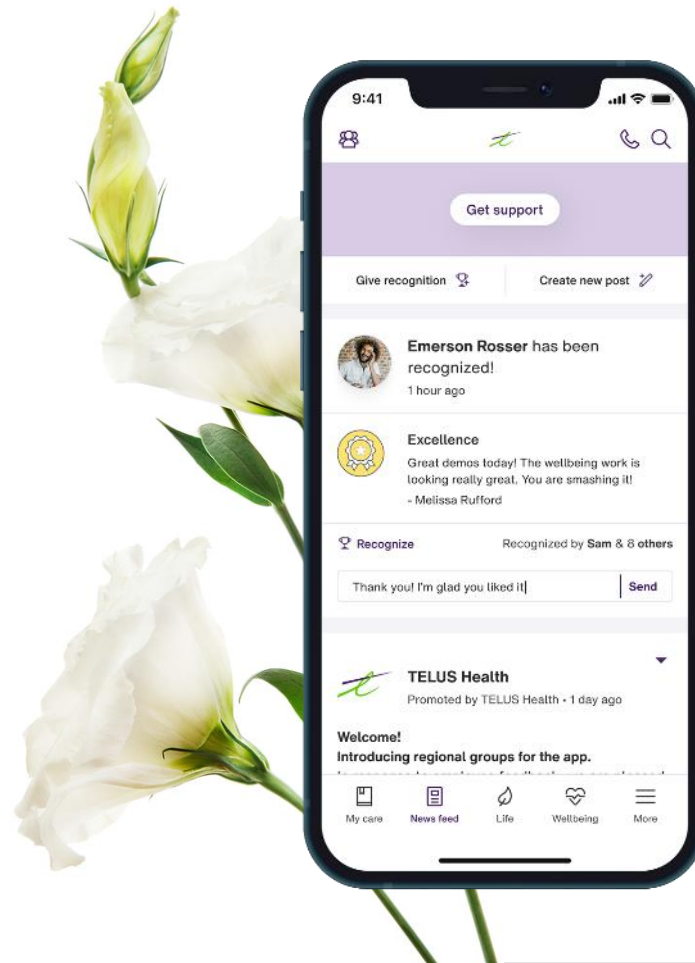 9:41
Get support
Give recognition
Create new post
Emerson Rosser has been
recognized!
1 hour ago
Excellence
Great demos today! The wellbeing work is
looking really great. You are smashing it!
- Melissa Rufford
Recognize
Recognized by Sam & 8 others
Thank you! I'm glad you liked it
Send
TELUS Health
Promoted by TELUS Health • 1 day ago
Welcome!
Introducing regional groups for the app.
My care
News feed
Life
Wellbeing
More